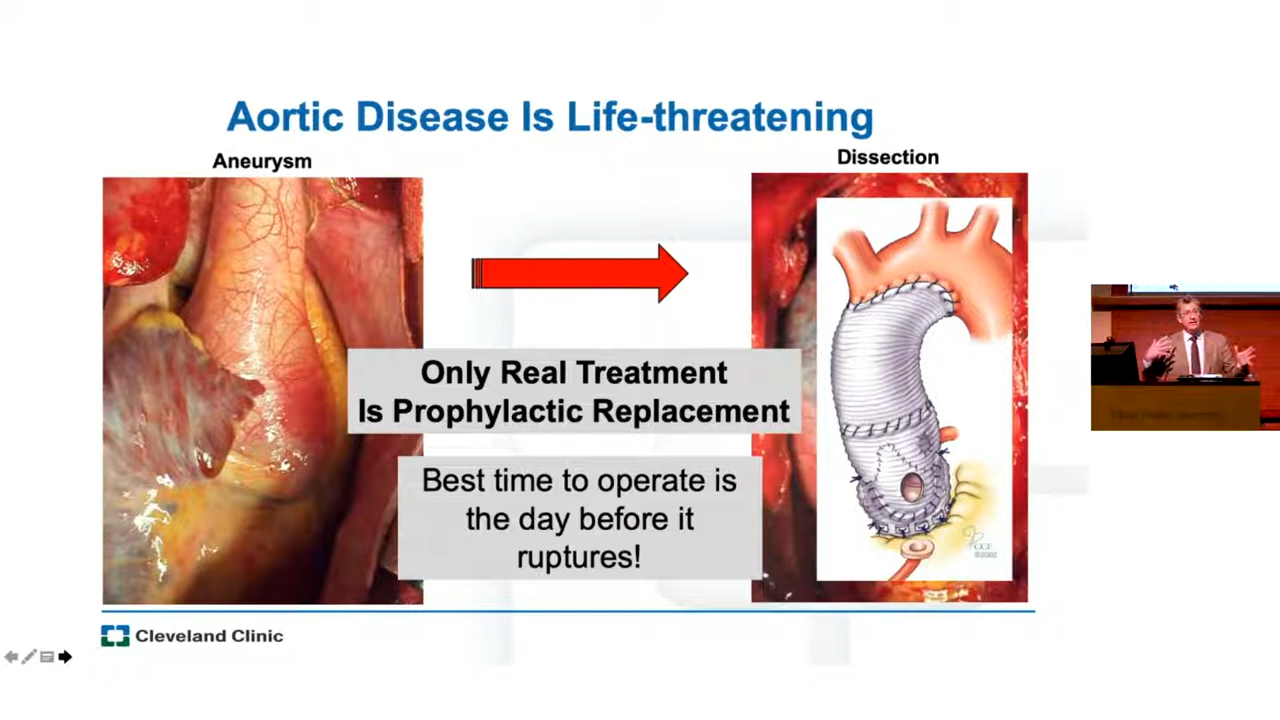 Aortic Disease Is Life-threatening
Aneurysm
Dissection
Only Real Treatment
Is Prophylactic Replacement
Best time to operate is
the day before it
ruptures!
CCF
Cleveland Clinic